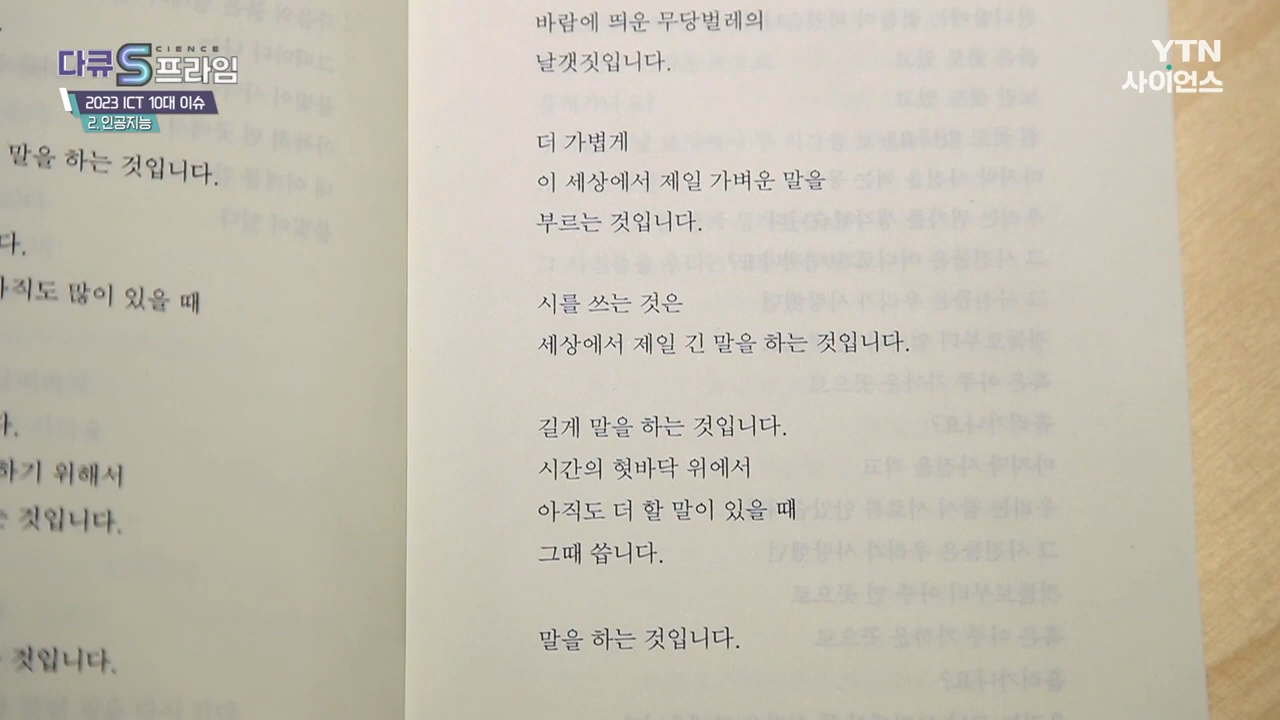 다큐 S프라임
SCIENCE
2023 ICT 10대 이슈
2. 인공지능
YTN
사이언스
말을 하는 것입니다.
다.
아직도 많이 있을 때
다.
하기 위해서
것입니다.
것입니다.
바람에 띄운 무당벌레의
날갯짓입니다.
더 가볍게
이 세상에서 제일 가벼운 말을
부르는 것입니다.
시를 쓰는 것은
세상에서 제일 긴 말을 하는 것입니다.
길게 말을 하는 것입니다.
시간의 혓바닥 위에서
아직도 더 할 말이 있을 때
그때 씁니다.
말을 하는 것입니다.